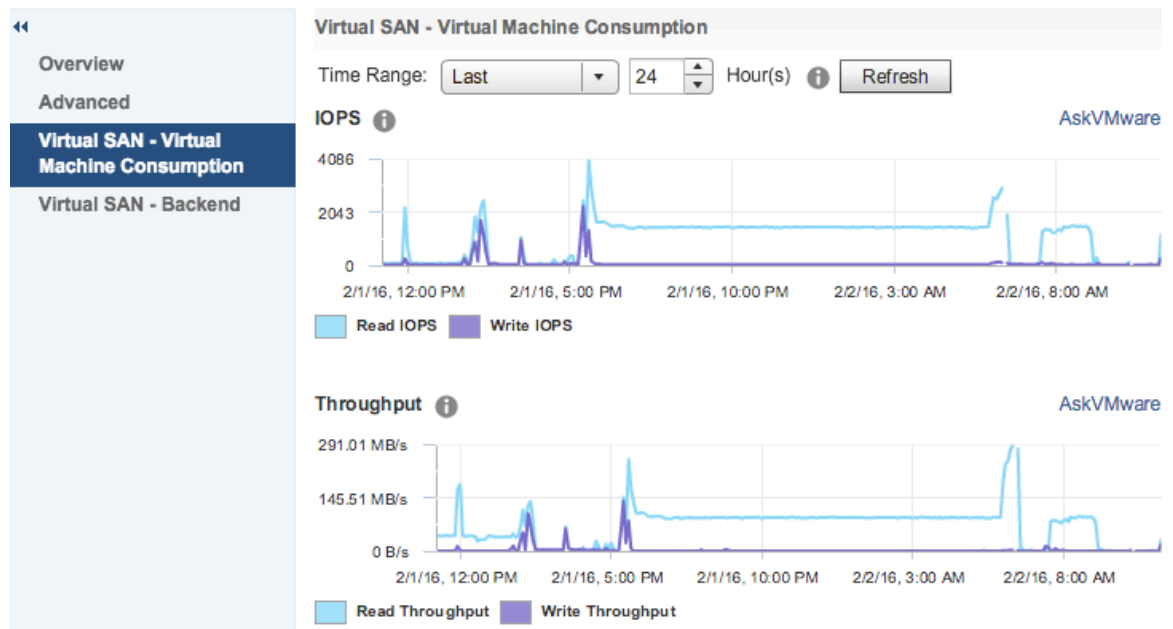 Overview
Advanced
Virtual SAN - Virtual
Machine Consumption
Virtual SAN - Backend
Virtual SAN - Virtual Machine Consumption
Time Range: Last 24 Hour(s) Refresh
IOPS AskVMware
4086
2043
0
2/1/16, 12:00 PM 2/1/16, 5:00 PM 2/1/16, 10:00 PM 2/2/16, 3:00 AM 2/2/16, 8:00 AM
Read IOPS Write IOPS
Throughput AskVMware
291.01 MB/s
145.51 MB/s
0 B/s
2/1/16, 12:00 PM 2/1/16, 5:00 PM 2/1/16, 10:00 PM 2/2/16, 3:00 AM 2/2/16, 8:00 AM
Read Throughput Write Throughput